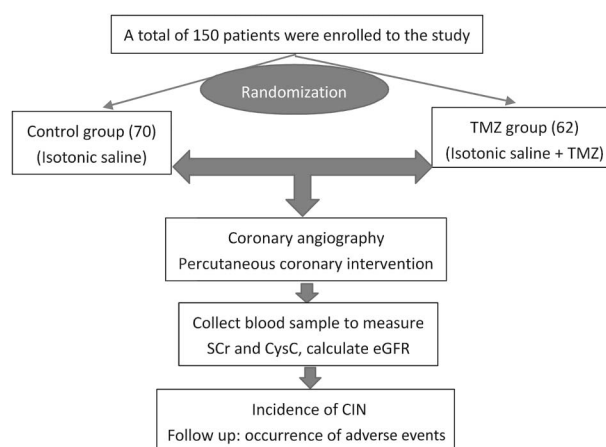 A total of 150 patients were enrolled to the study
Randomization
Control group (70)
(Isotonic saline)
TMZ group (62)
(Isotonic saline + TMZ)
Coronary angiography
Percutaneous coronary intervention
Collect blood sample to measure
SCr and CysC, calculate eGFR
Incidence of CIN
Follow up: occurrence of adverse events